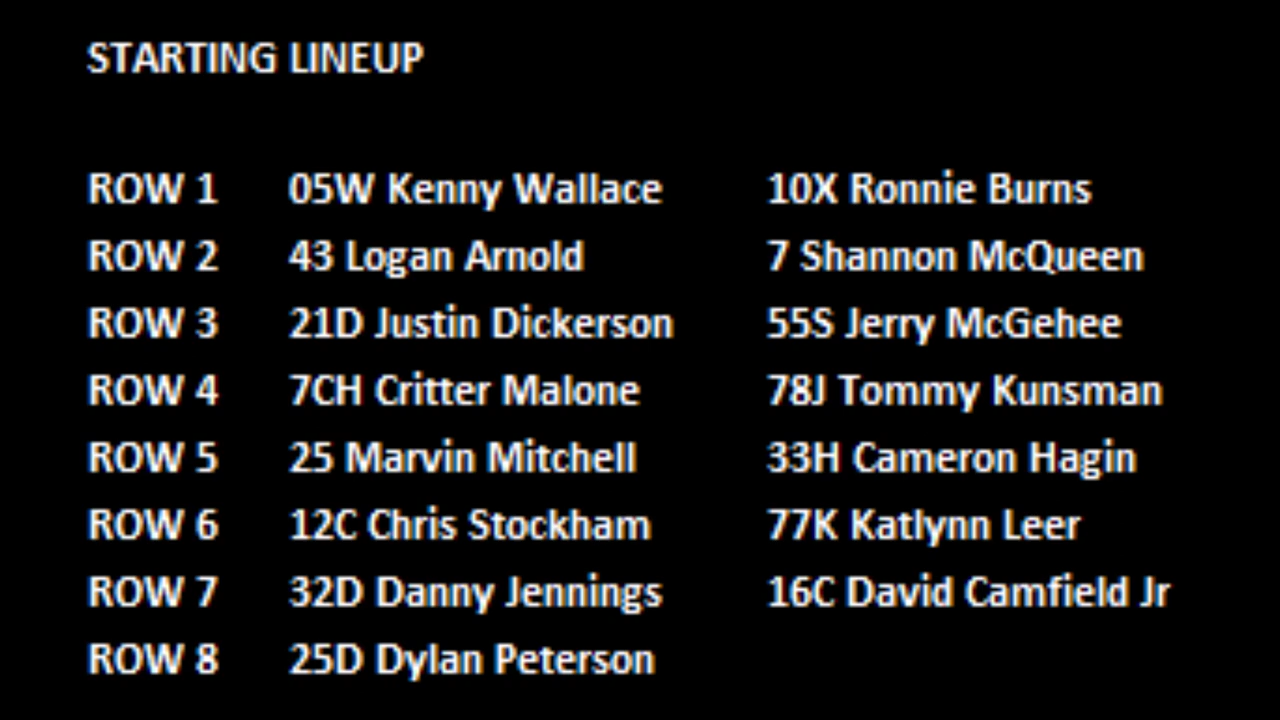 STARTING LINEUP
ROW 1 05W Kenny Wallace 10X Ronnie Burns
ROW 2 43 Logan Arnold 7 Shannon McQueen
ROW 3 21D Justin Dickerson 55S Jerry McGehee
ROW 4 7CH Critter Malone 78J Tommy Kunsman
ROW 5 25 Marvin Mitchell 33H Cameron Hagin
ROW 6 12C Chris Stockham 77K Katlynn Leer
ROW 7 32D Danny Jennings 16C David Camfield Jr
ROW 8 25D Dylan Peterson